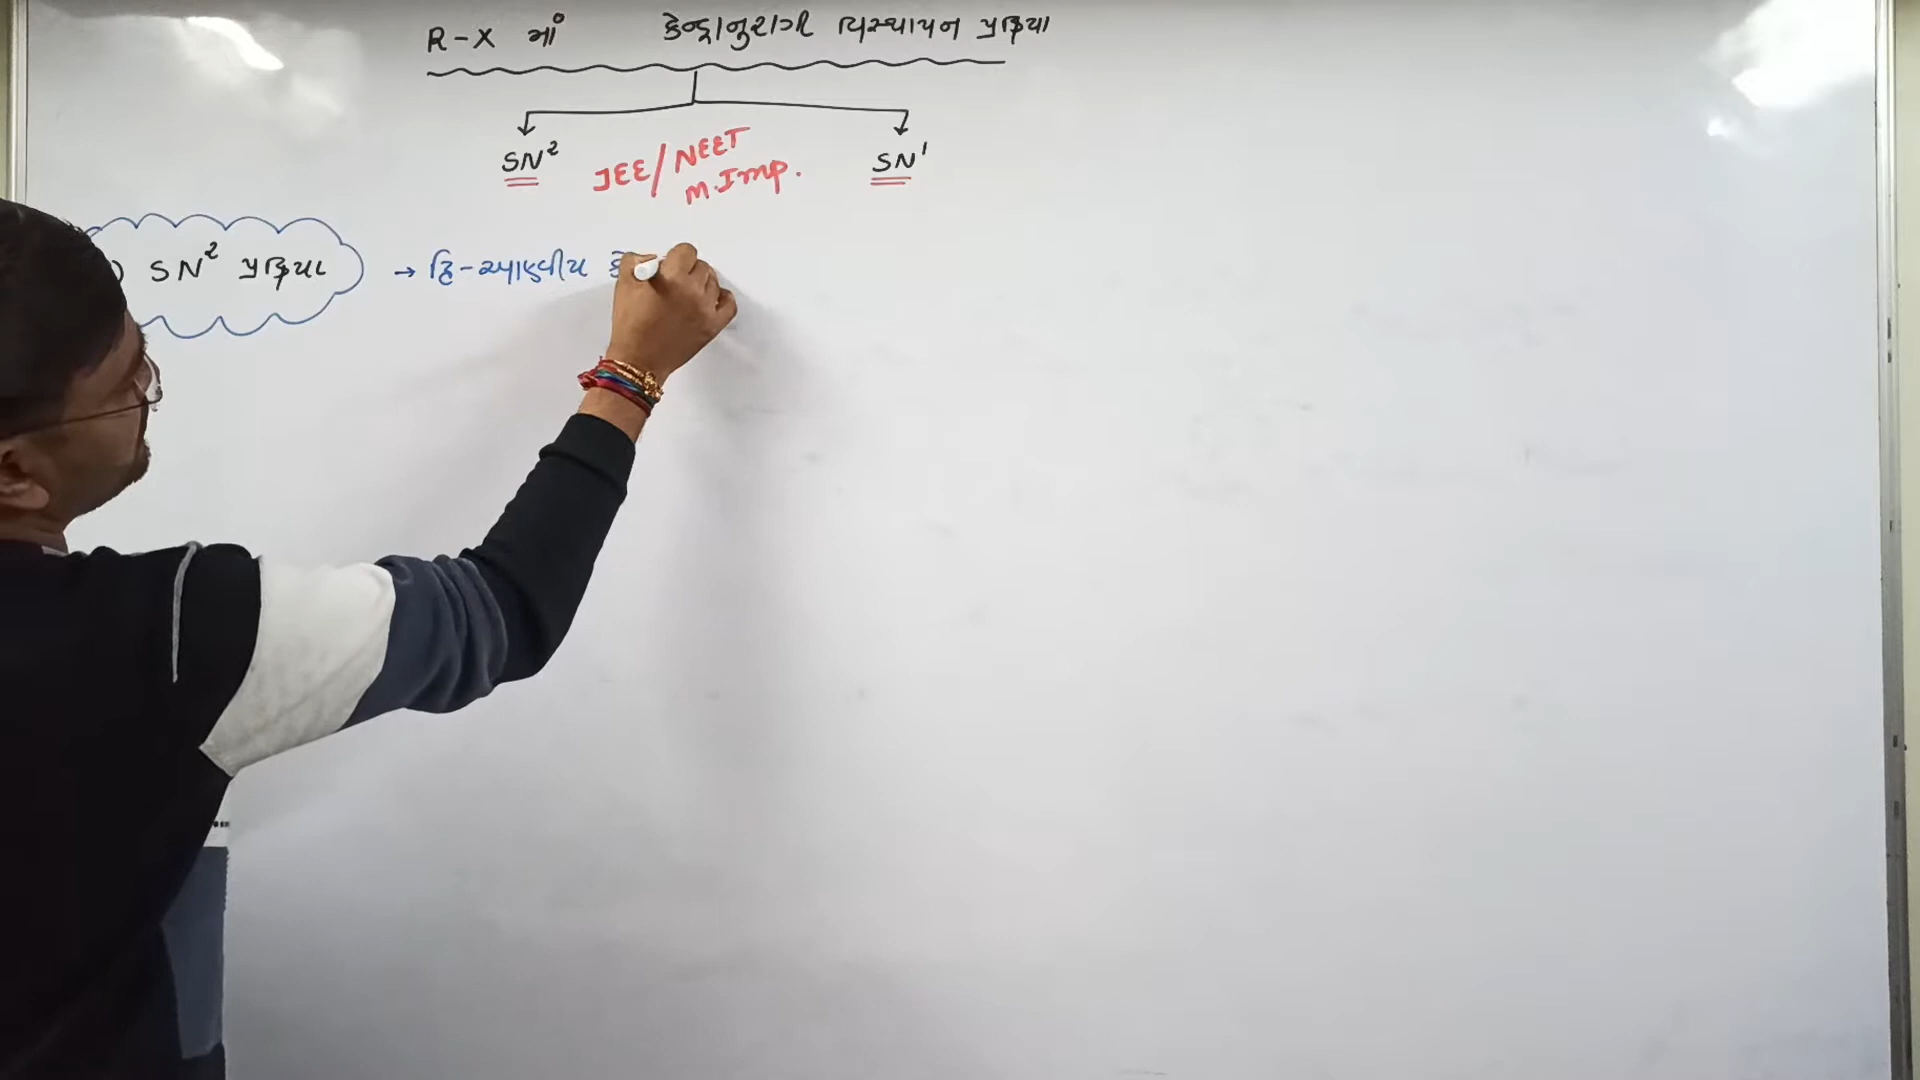 R-X માં કેન્દ્રાનુરાગી વિસ્થાપન પ્રક્રિયા
SN² JEE/NEET SN¹
M.Imp.
) SN² પ્રક્રિયા → દ્વિ-આણ્વીય